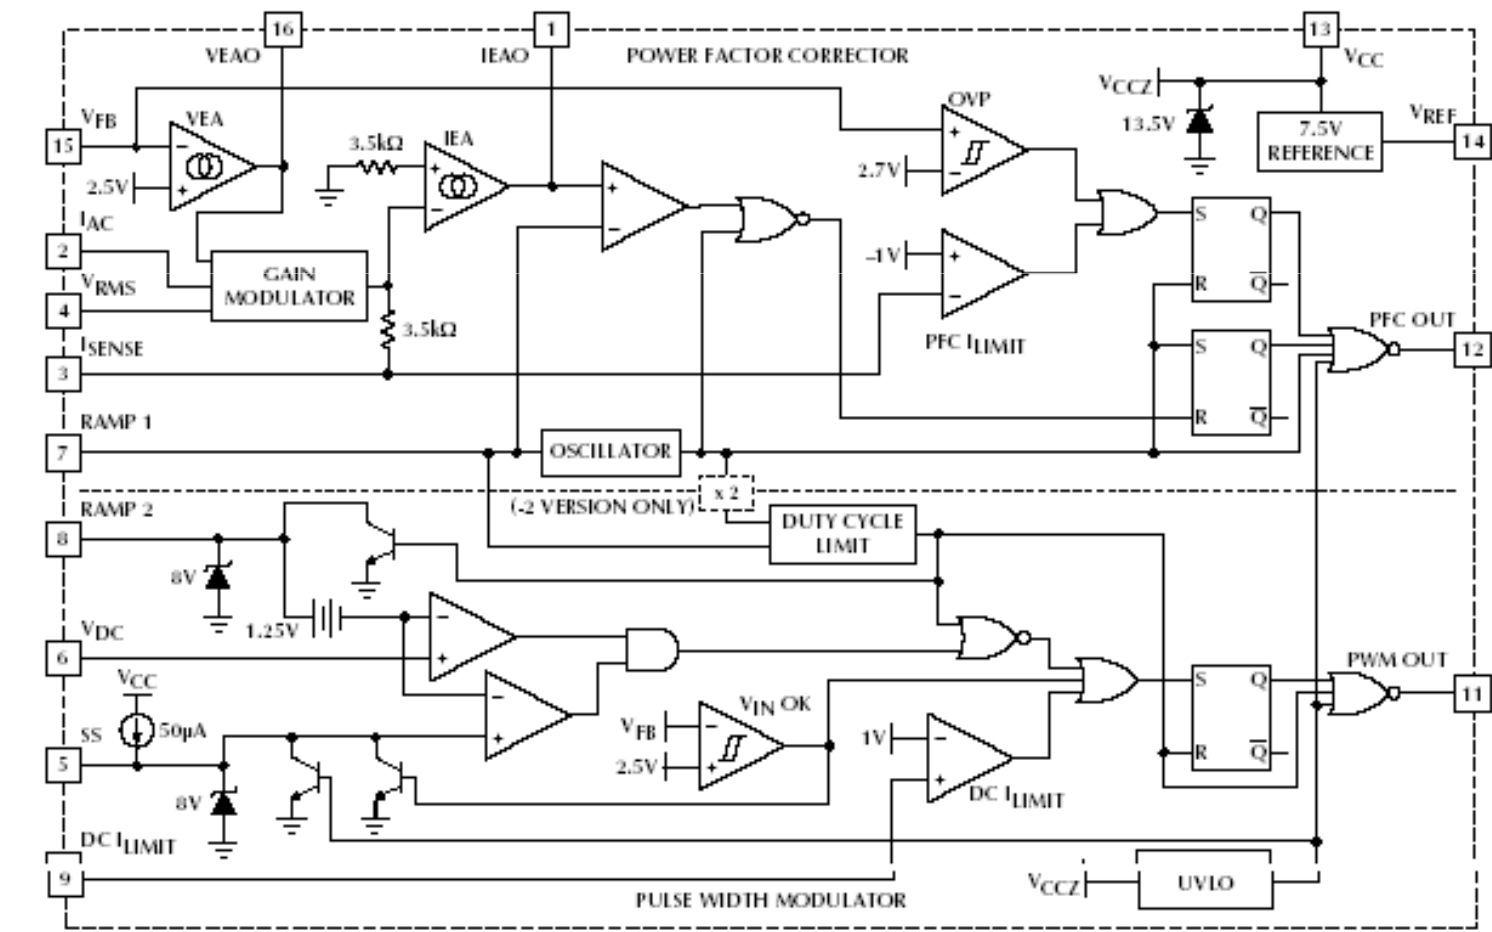 16
1
13
VEAO
IEAO
POWER FACTOR CORRECTOR
VCC
VCCZ
OVP
VFB
VEA
13.5V
VREF
15
3.5kΩ
IEA
+
7.5V
REFERENCE
14
−
+
2.7V
−
2.5V
+
−
+
−
S Q
IAC
2
–1V
+
GAIN
MODULATOR
VRMS
R Q
4
−
3.5kΩ
PFC OUT
ISENSE
PFC ILIMIT
S Q
12
3
RAMP 1
R Q
7
OSCILLATOR
x 2
(-2 VERSION ONLY)
RAMP 2
DUTY CYCLE
LIMIT
8
8V
−
1.25V
VDC
+
6
PWM OUT
VCC
−
S Q
11
VIN OK
50µA
VFB
−
SS
+
1V
−
R Q
5
2.5V
+
+
DC ILIMIT
8V
DC ILIMIT
9
VCCZ
UVLO
PULSE WIDTH MODULATOR